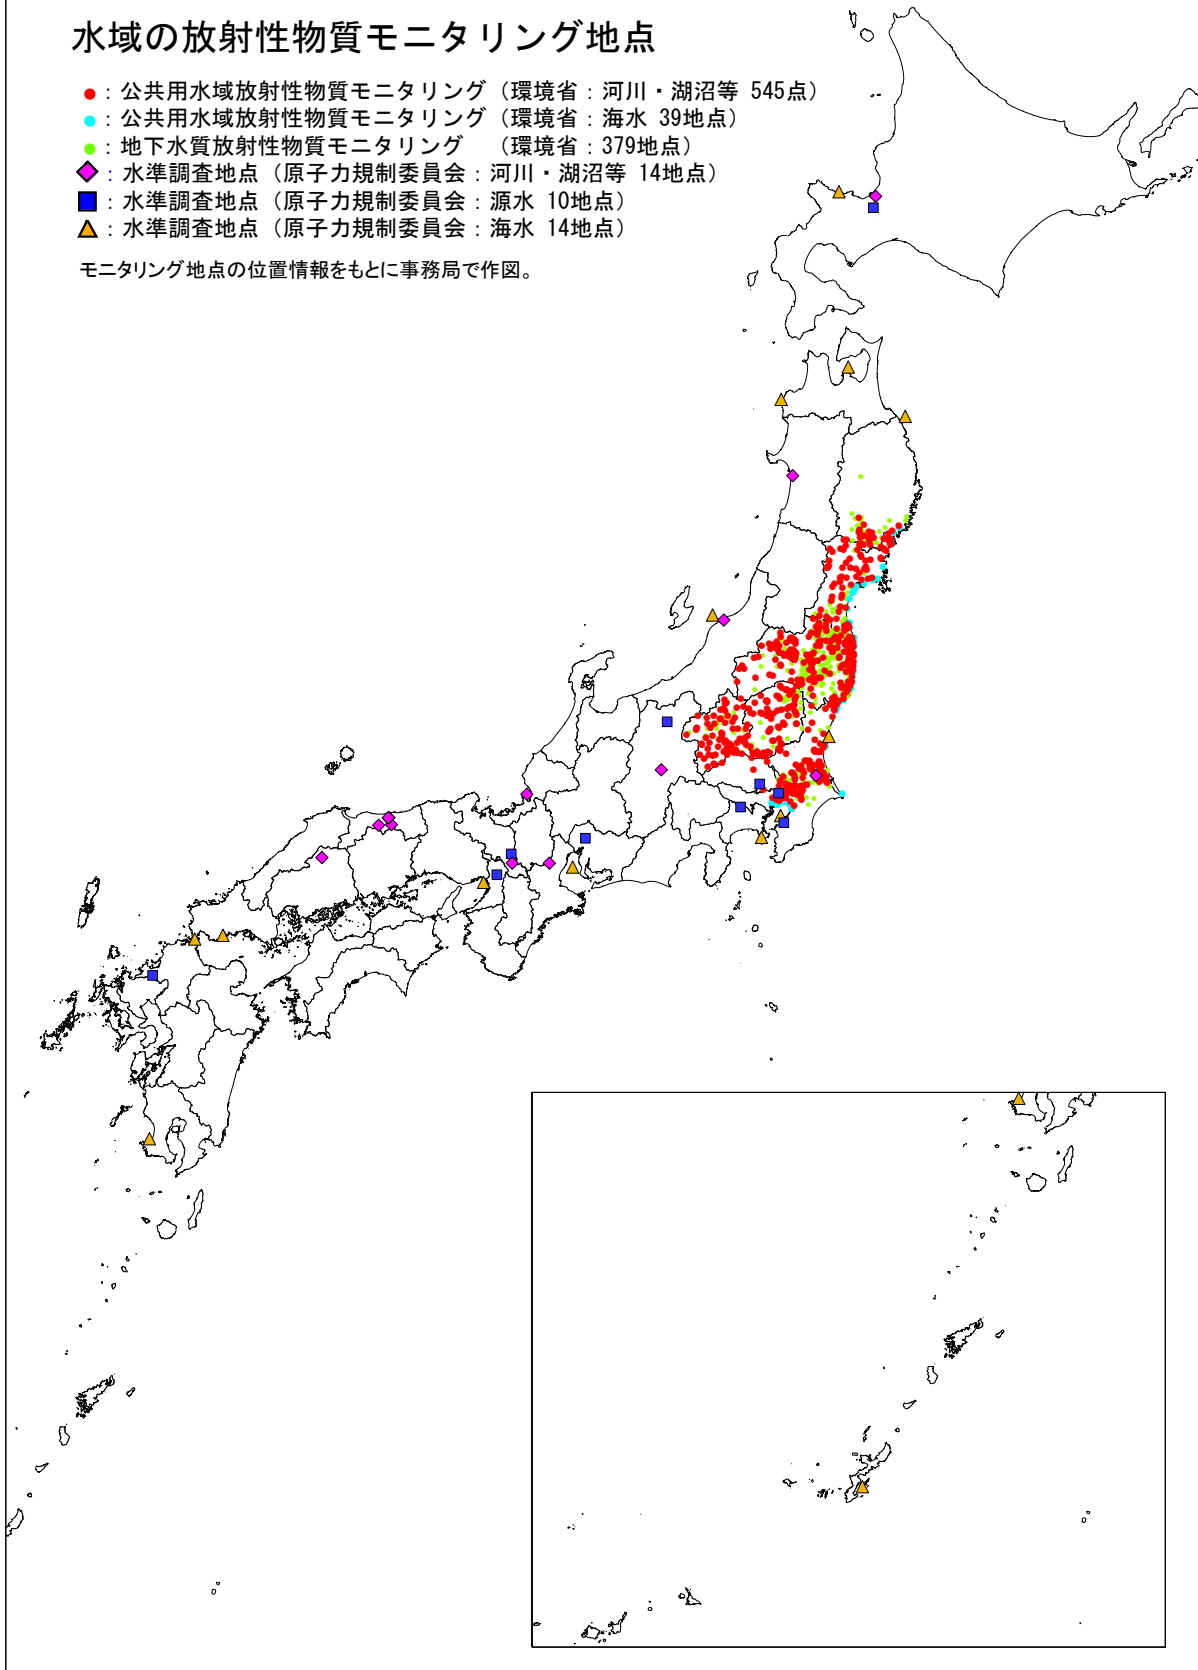 水域の放射性物質モニタリング地点
●：公共用水域放射性物質モニタリング（環境省：河川・湖沼等 545点）
●：公共用水域放射性物質モニタリング（環境省：海水 39地点）
●：地下水質放射性物質モニタリング　（環境省：379地点）
◆：水準調査地点（原子力規制委員会：河川・湖沼等 14地点）
■：水準調査地点（原子力規制委員会：源水 10地点）
▲：水準調査地点（原子力規制委員会：海水 14地点）
モニタリング地点の位置情報をもとに事務局で作図。